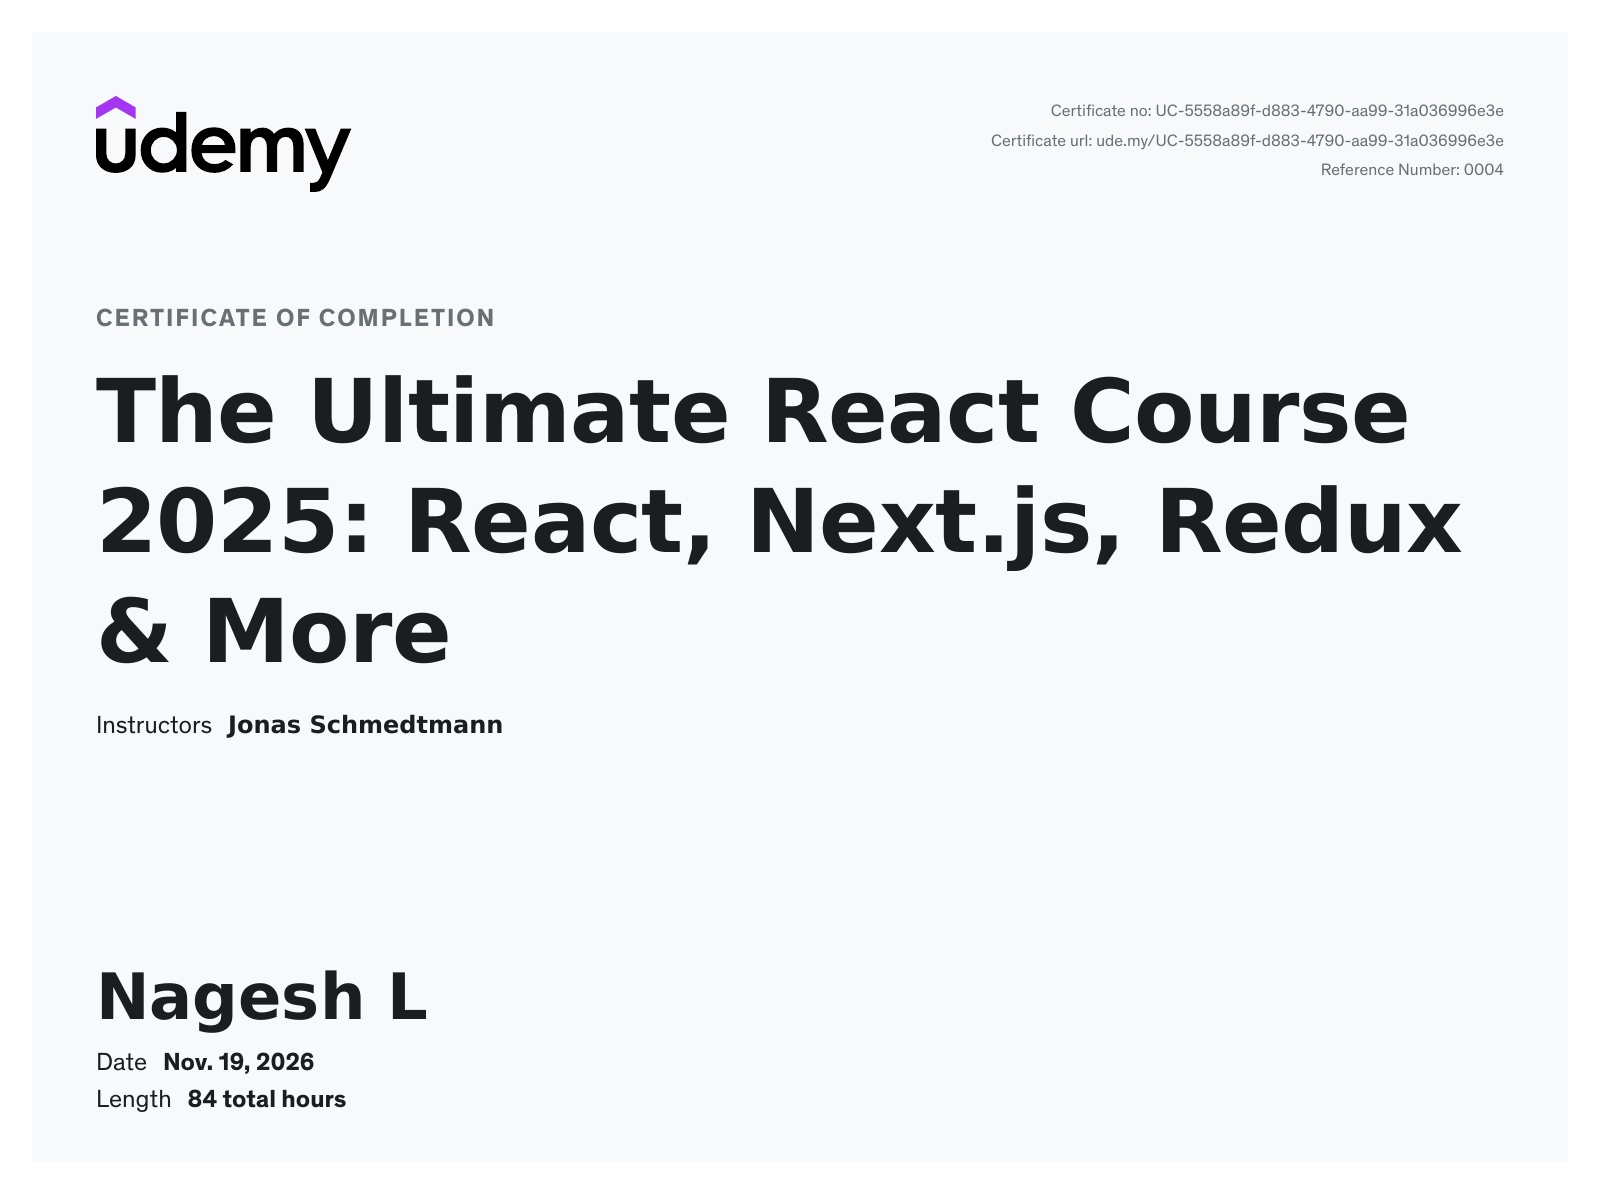 udemy
Certificate no: UC-5558a89f-d883-4790-aa99-31a036996e3e
Certificate url: ude.my/UC-5558a89f-d883-4790-aa99-31a036996e3e
Reference Number: 0004
CERTIFICATE OF COMPLETION
The Ultimate React Course
2025: React, Next.js, Redux
& More
Instructors Jonas Schmedtmann
Nagesh L
Date Nov. 19, 2026
Length 84 total hours